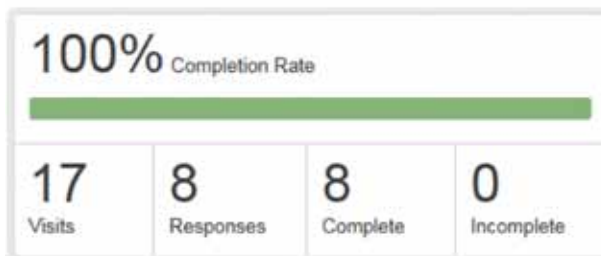 100% Completion Rate
17 8 8 0
Visits Responses Complete Incomplete